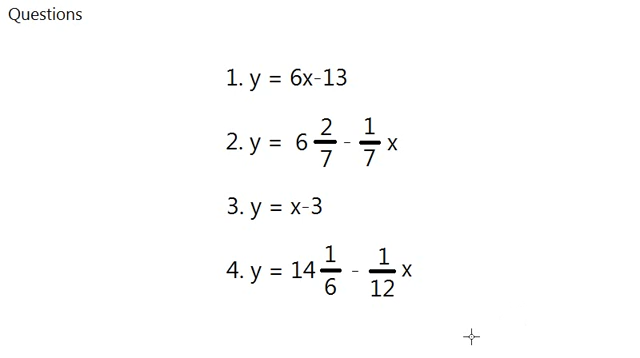 Questions
1. y = 6x-13
2. y = 6 2/7 - 1/7 x
3. y = x-3
4. y = 14 1/6 - 1/12 x